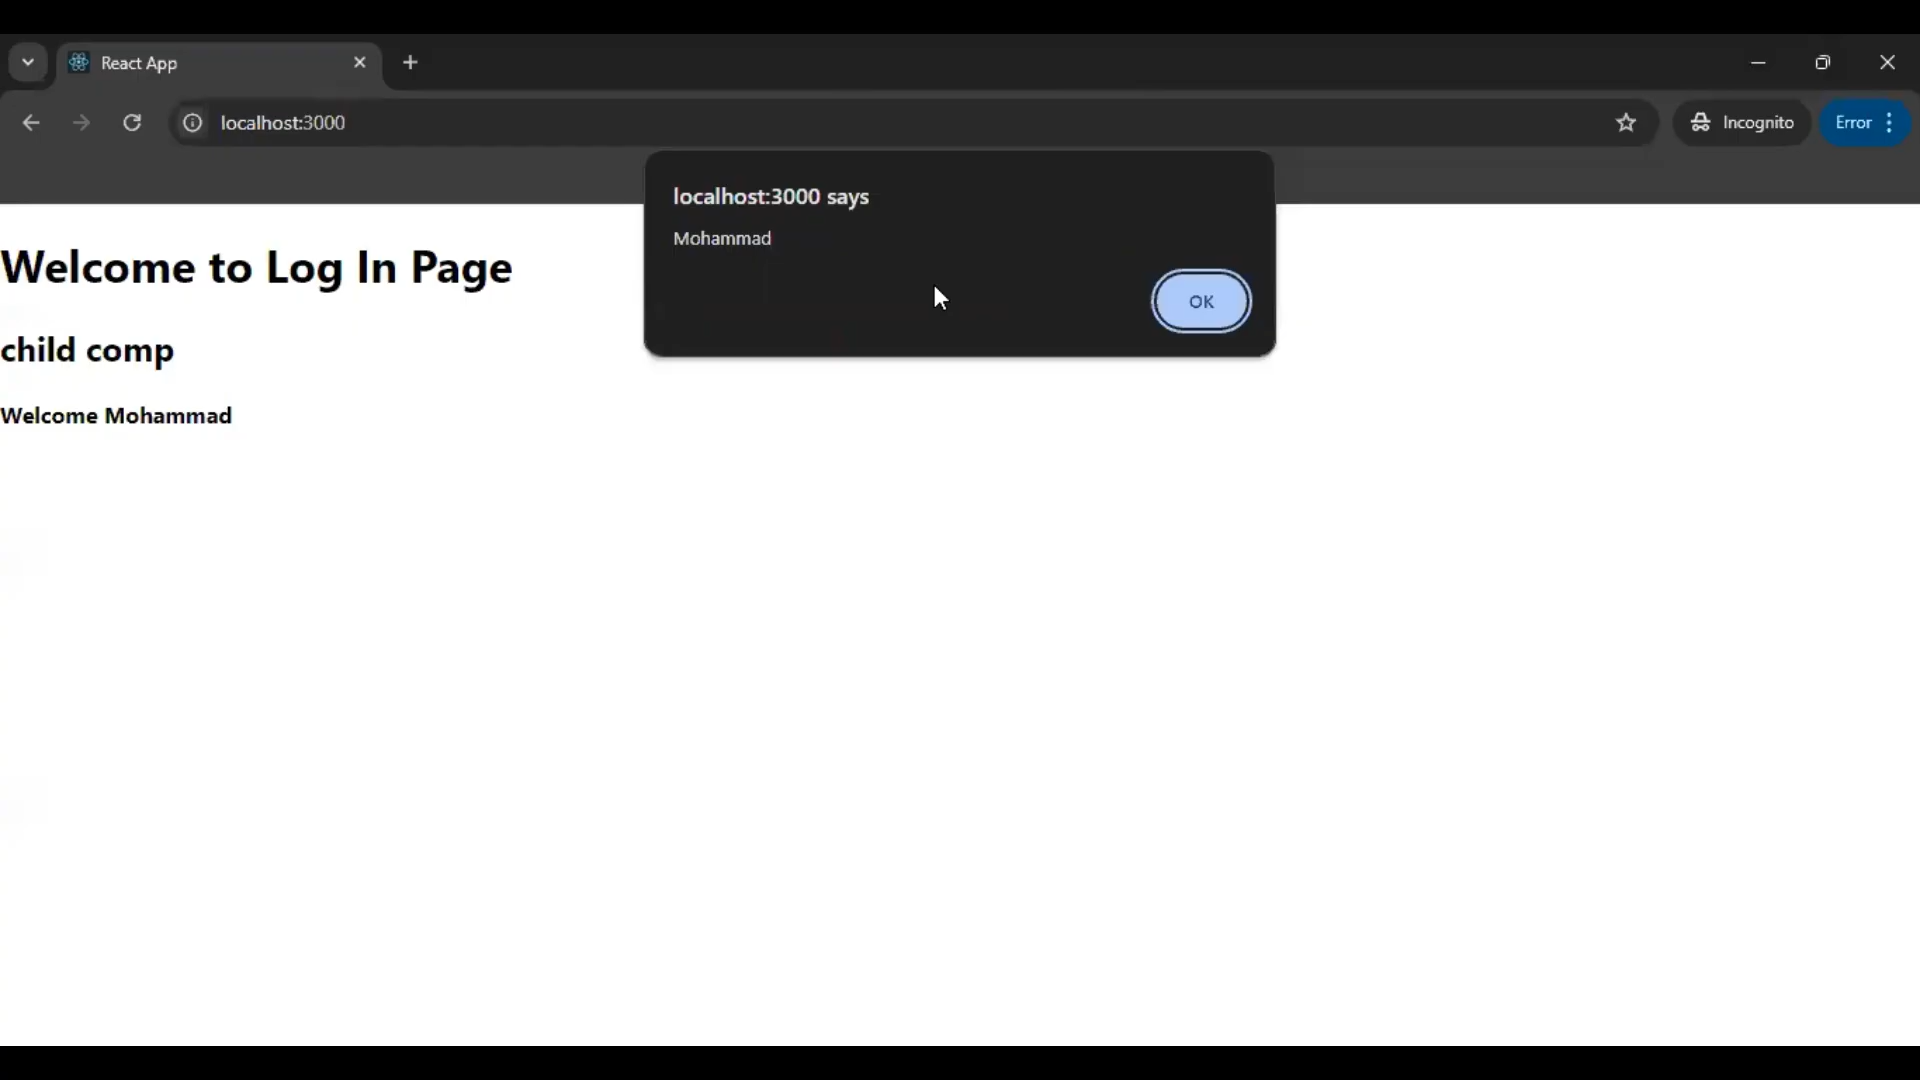 React App
localhost:3000
Incognito
Error
localhost:3000 says
Mohammad
OK
Welcome to Log In Page
child comp
Welcome Mohammad